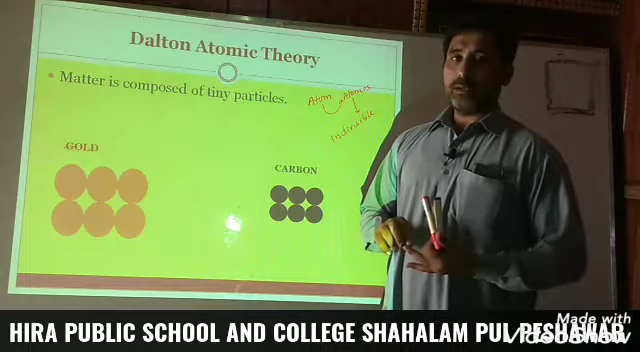 Dalton Atomic Theory
Matter is composed of tiny particles.
Atom atomos
Indivisible
GOLD
CARBON
Made with
VideoShow
HIRA PUBLIC SCHOOL AND COLLEGE SHAHALAM PUL PESHAWAR